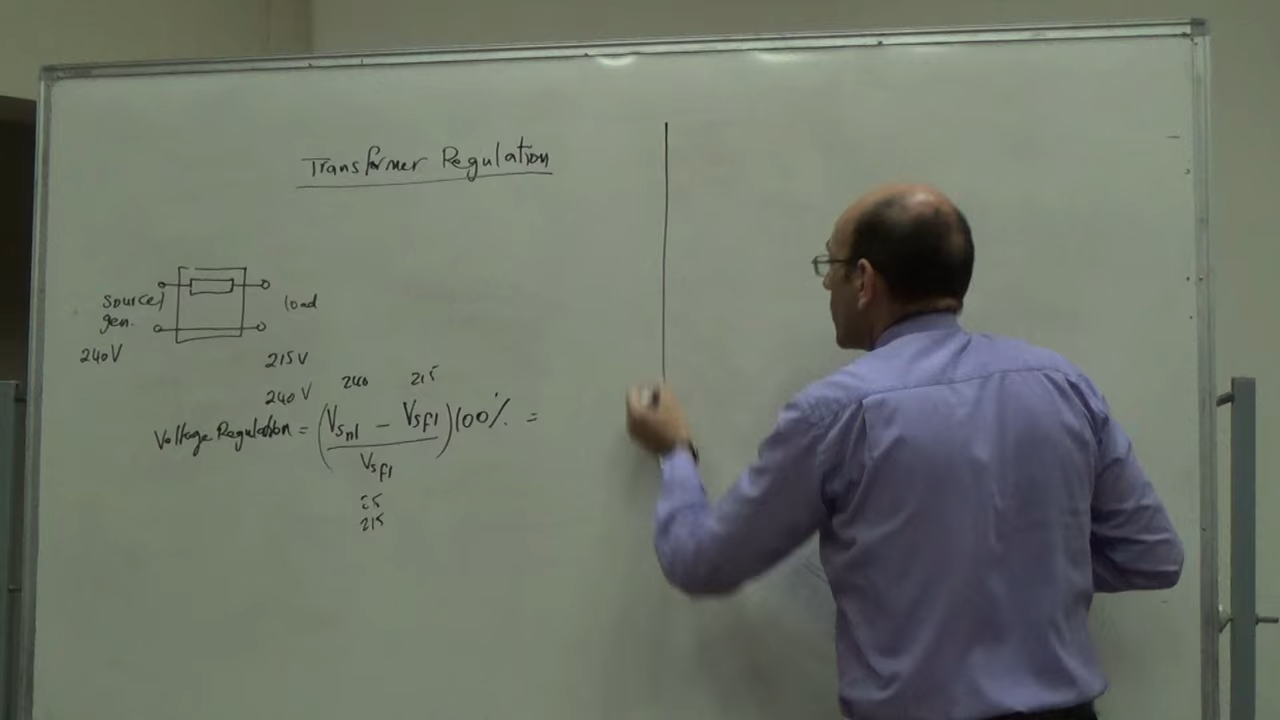 Transformer Regulation
source/ load
gen.
240V
215V
240V 240 215
Voltage Regulation = (Vsnl - Vsfl)100% =
Vsfl
25
215